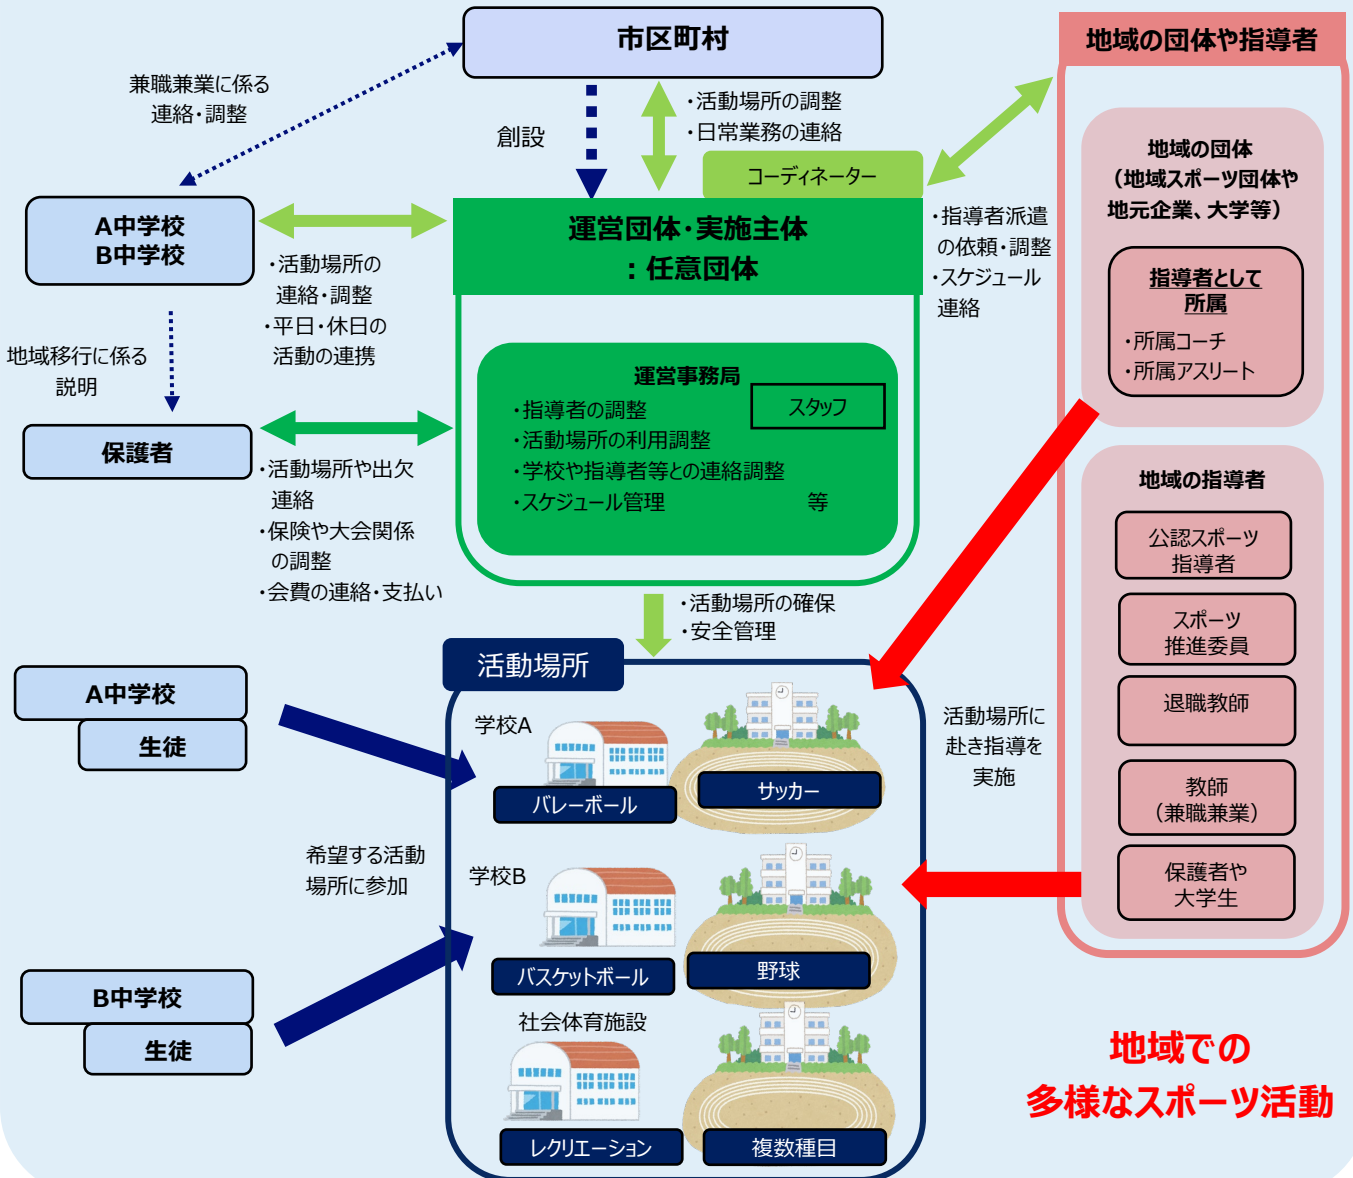 市区町村
地域の団体や指導者
兼職兼業に係る
連絡・調整
創設
・活動場所の調整
・日常業務の連絡
コーディネーター
地域の団体
（地域スポーツ団体や
地元企業、大学等）
指導者として
所属
・所属コーチ
・所属アスリート
A中学校
B中学校
運営団体・実施主体
：任意団体
・指導者派遣
の依頼・調整
・スケジュール
連絡
・活動場所の
連絡・調整
・平日・休日の
活動の連携
地域移行に係る
説明
運営事務局
スタッフ
・指導者の調整
・活動場所の利用調整
・学校や指導者等との連絡調整
・スケジュール管理　　　　　　等
保護者
・活動場所や出欠
連絡
・保険や大会関係
の調整
・会費の連絡・支払い
地域の指導者
公認スポーツ
指導者
スポーツ
推進委員
退職教師
教師
（兼職兼業）
保護者や
大学生
・活動場所の確保
・安全管理
活動場所
A中学校
生徒
学校A
バレーボール
サッカー
活動場所に
赴き指導を
実施
希望する活動
場所に参加
学校B
バスケットボール
野球
B中学校
生徒
社会体育施設
レクリエーション
複数種目
地域での
多様なスポーツ活動